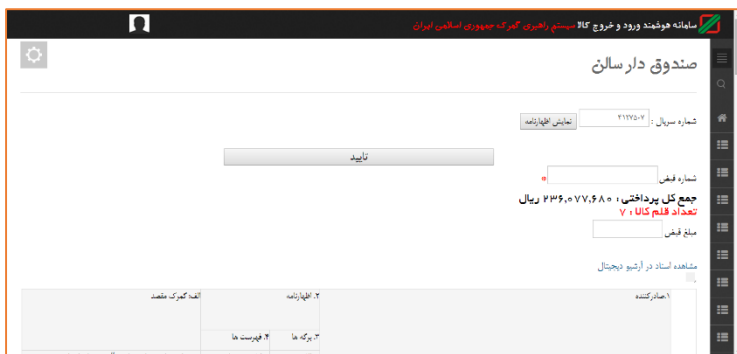 سامانه هوشمند ورود و خروج کالا سیستم راهبری گمرک جمهوری اسلامی ایران
صندوق دار سالن
شماره سریال : ۲۱۲۷۵۰۷ نمایش اظهارنامه
تایید
شماره قبض *
جمع کل پرداختی : ۲۳۶,۰۷۷,۶۸۰ ریال
تعداد قلم کالا : ۷
مبلغ قبض
مشاهده اسناد در آرشیو دیجیتال
۱.صادرکننده ۲. اظهارنامه الف: گمرک مقصد
۳. برگه ها ۴. فهرست ها